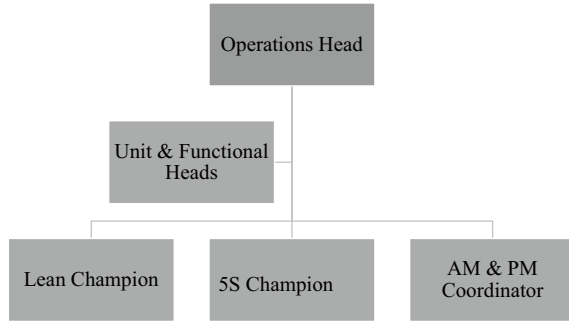 Operations Head
Unit & Functional
Heads
Lean Champion
5S Champion
AM & PM
Coordinator